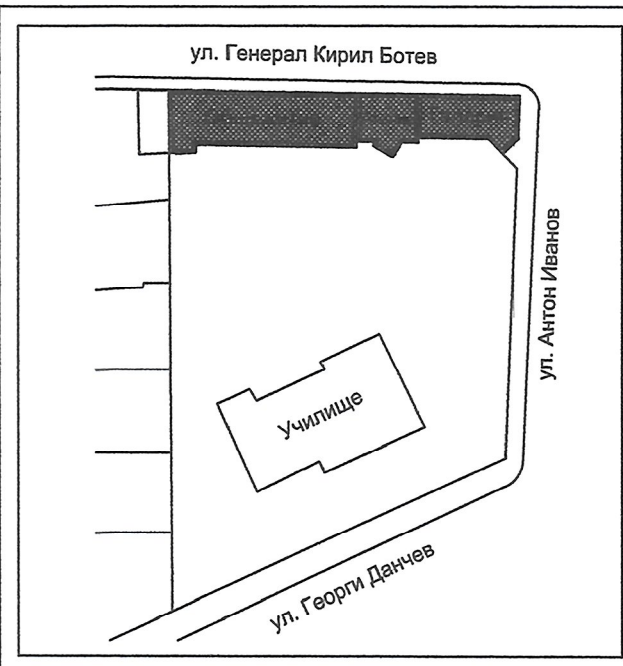 ул. Генерал Кирил Ботев
ул. Антон Иванов
Училище
ул. Георги Данчев